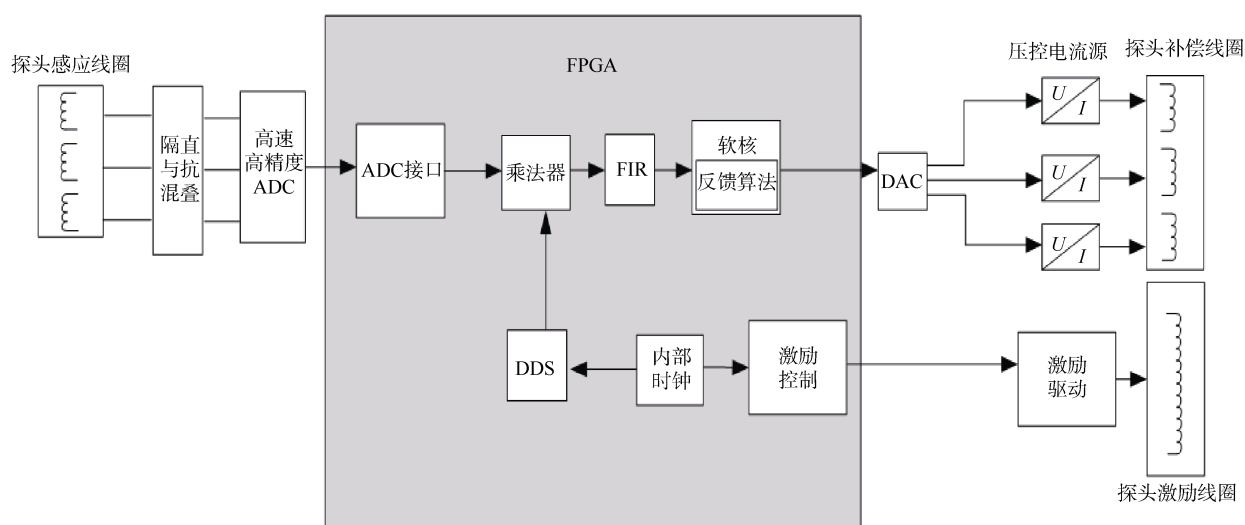 探头感应线圈
隔直
与抗
混叠
高速
高精度
ADC
FPGA
ADC接口
乘法器
FIR
软核
反馈算法
DAC
压控电流源
U
I
U
I
U
I
探头补偿线圈
DDS
内部
时钟
激励
控制
激励
驱动
探头激励线圈